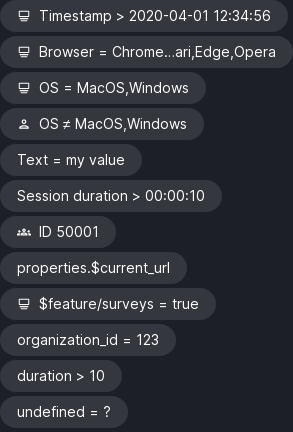 Timestamp > 2020-04-01 12:34:56
Browser = Chrome...ari,Edge,Opera
OS = MacOS,Windows
OS ≠ MacOS,Windows
Text = my value
Session duration > 00:00:10
ID 50001
properties.$current_url
$feature/surveys = true
organization_id = 123
duration > 10
undefined = ?